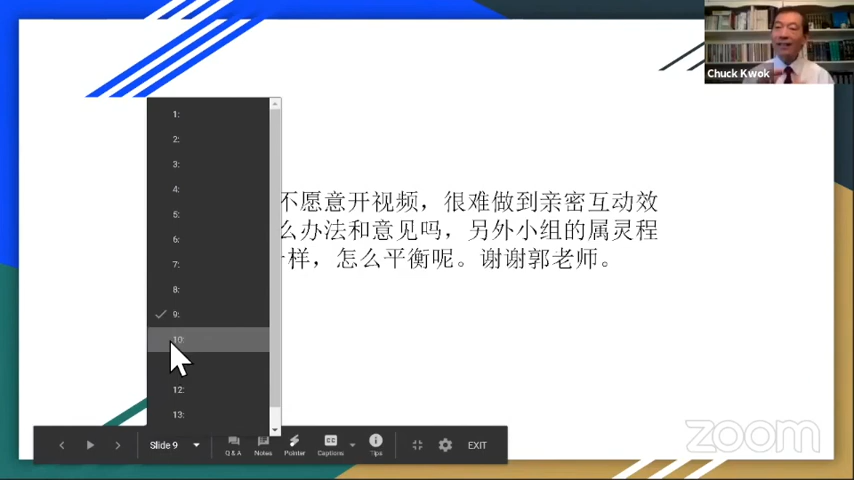 Chuck Kwok
1:
2:
3:
4:
5:
6:
7:
8:
9:
10:
12:
13:
不愿意开视频，很难做到亲密互动效
么办法和意见吗，另外小组的属灵程
样，怎么平衡呢。谢谢郭老师。
Slide 9
Q & A
Notes
Pointer
Captions
Tips
EXIT
zoom